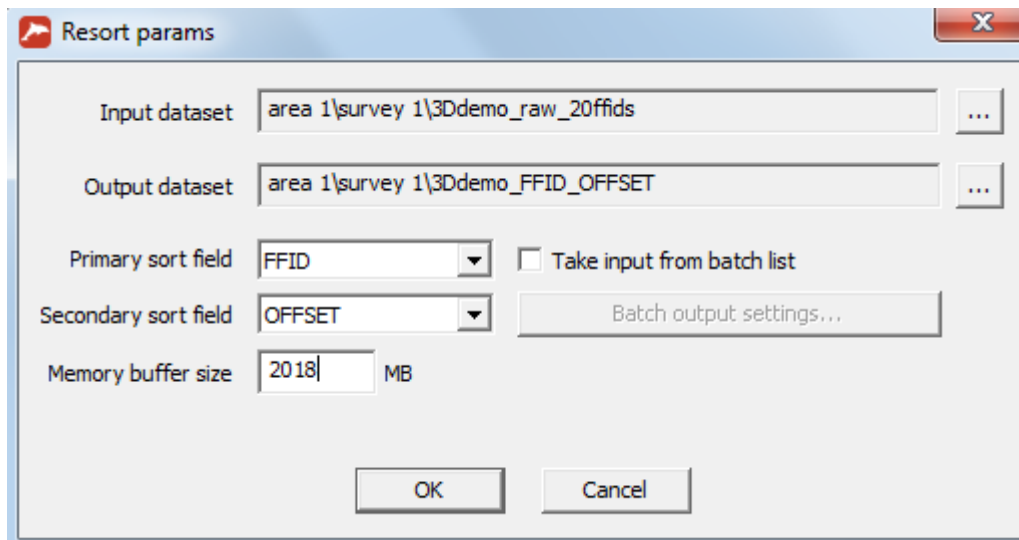 Resort params
Input dataset area 1\survey 1\3Ddemo_raw_20ffids ...
Output dataset area 1\survey 1\3Ddemo_FFID_OFFSET ...
Primary sort field FFID Take input from batch list
Secondary sort field OFFSET Batch output settings...
Memory buffer size 2018 MB
OK Cancel